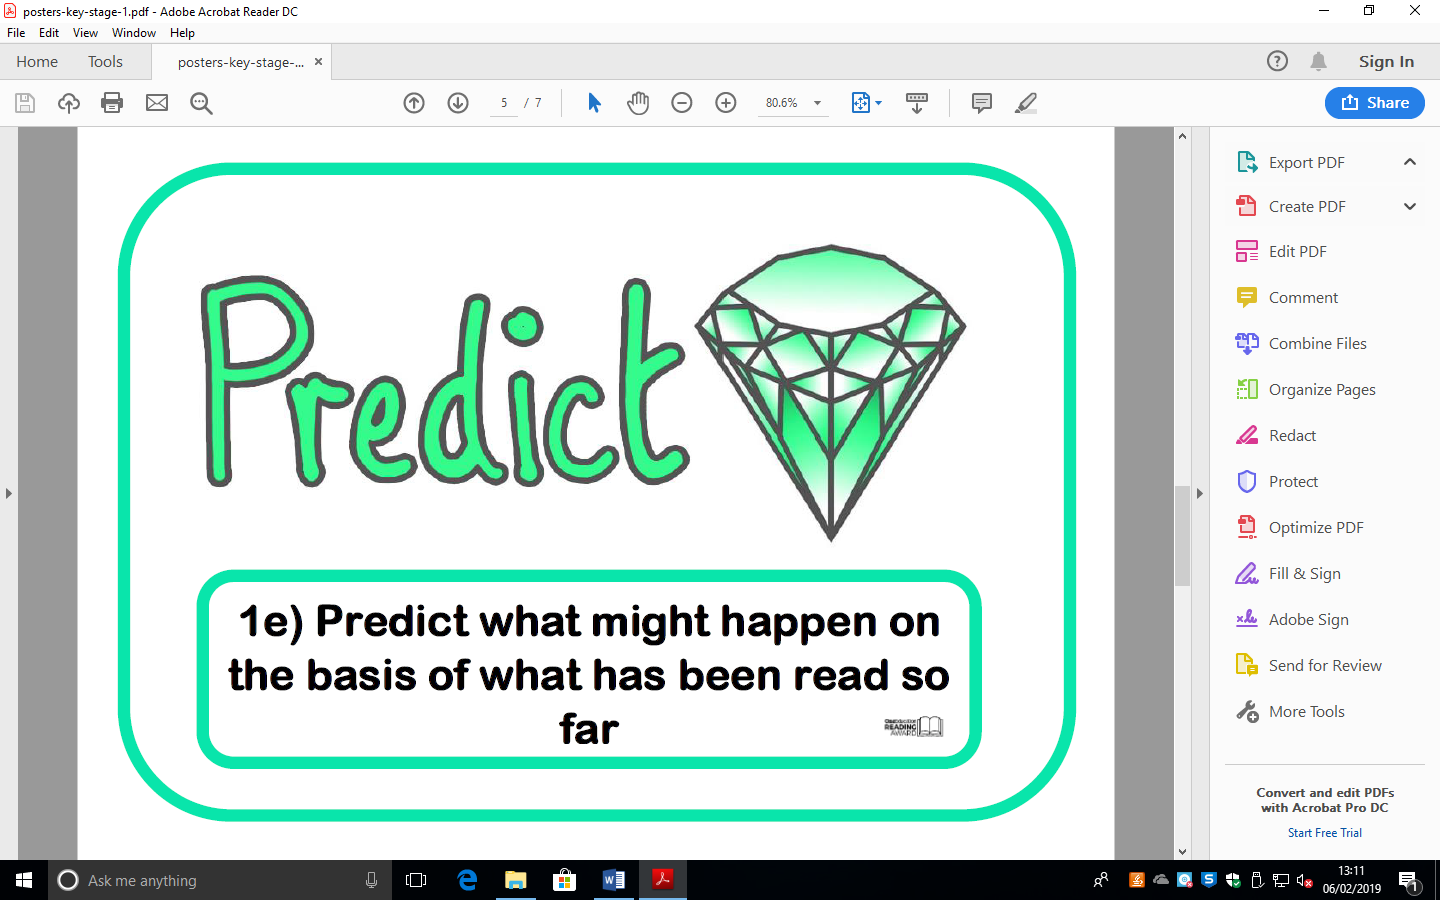 posters-key-stage-1.pdf - Adobe Acrobat Reader DC
File Edit View Window Help
Home Tools posters-key-stage-... × Sign In
5 / 7 80.6% Share
Predict
1e) Predict what might happen on
the basis of what has been read so
far
READING
AWARD
Export PDF
Create PDF
Edit PDF
Comment
Combine Files
Organize Pages
Redact
Protect
Optimize PDF
Fill & Sign
Adobe Sign
Send for Review
More Tools
Convert and edit PDFs
with Acrobat Pro DC
Start Free Trial
Ask me anything
13:11
06/02/2019
1